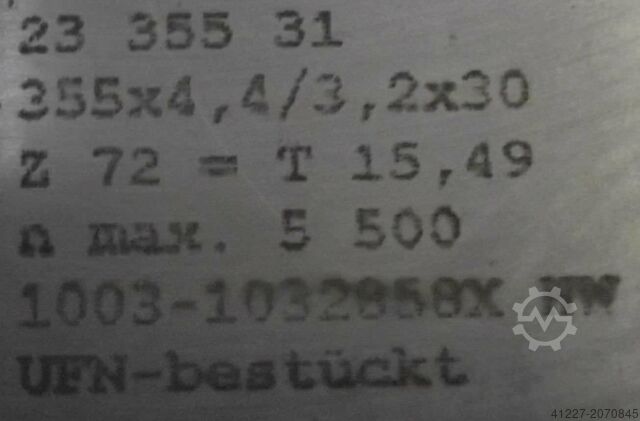 23 355 31
355x4,4/3,2x30
Z 72 = T 15,49
n max. 5 500
UFN-bestückt
41227-2070845